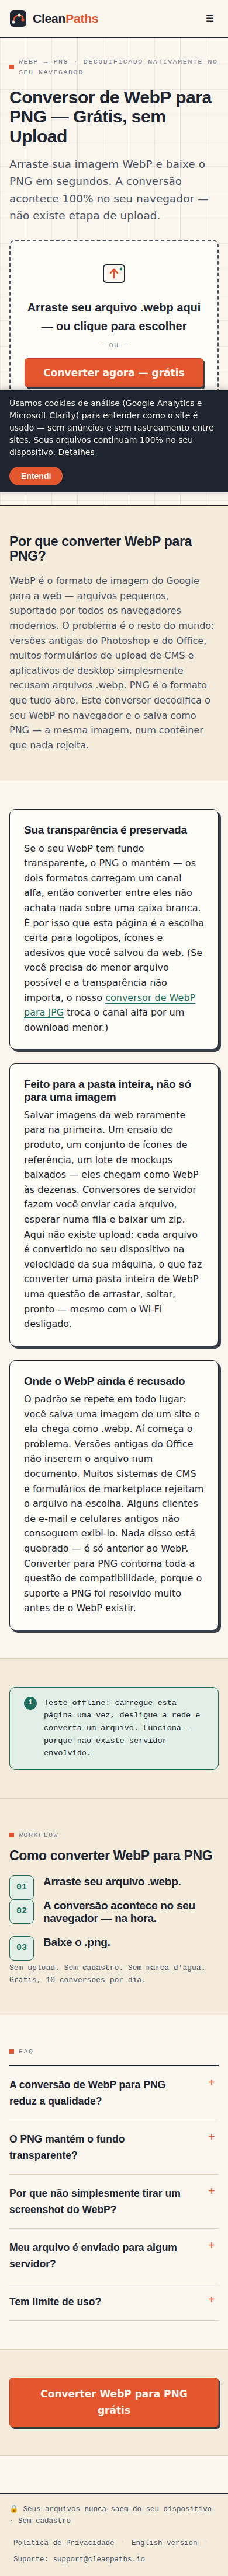 CleanPaths
☰
WEBP → PNG · DECODIFICADO NATIVAMENTE NO
SEU NAVEGADOR
Conversor de WebP para
PNG — Grátis, sem
Upload
Arraste sua imagem WebP e baixe o
PNG em segundos. A conversão
acontece 100% no seu navegador —
não existe etapa de upload.
Arraste seu arquivo .webp aqui
— ou clique para escolher
— ou —
Converter agora — grátis
Usamos cookies de análise (Google Analytics e
Microsoft Clarity) para entender como o site é
usado — sem anúncios e sem rastreamento entre
sites. Seus arquivos continuam 100% no seu
dispositivo. Detalhes
Entendi
Por que converter WebP para
PNG?
WebP é o formato de imagem do Google
para a web — arquivos pequenos,
suportado por todos os navegadores
modernos. O problema é o resto do mundo:
versões antigas do Photoshop e do Office,
muitos formulários de upload de CMS e
aplicativos de desktop simplesmente
recusam arquivos .webp. PNG é o formato
que tudo abre. Este conversor decodifica o
seu WebP no navegador e o salva como
PNG — a mesma imagem, num contêiner
que nada rejeita.
Sua transparência é preservada
Se o seu WebP tem fundo
transparente, o PNG o mantém — os
dois formatos carregam um canal
alfa, então converter entre eles não
achata nada sobre uma caixa branca.
É por isso que esta página é a escolha
certa para logotipos, ícones e
adesivos que você salvou da web. (Se
você precisa do menor arquivo
possível e a transparência não
importa, o nosso conversor de WebP
para JPG troca o canal alfa por um
download menor.)
Feito para a pasta inteira, não só
para uma imagem
Salvar imagens da web raramente
para na primeira. Um ensaio de
produto, um conjunto de ícones de
referência, um lote de mockups
baixados — eles chegam como WebP
às dezenas. Conversores de servidor
fazem você enviar cada arquivo,
esperar numa fila e baixar um zip.
Aqui não existe upload: cada arquivo
é convertido no seu dispositivo na
velocidade da sua máquina, o que faz
converter uma pasta inteira de WebP
uma questão de arrastar, soltar,
pronto — mesmo com o Wi-Fi
desligado.
Onde o WebP ainda é recusado
O padrão se repete em todo lugar:
você salva uma imagem de um site e
ela chega como .webp. Aí começa o
problema. Versões antigas do Office
não inserem o arquivo num
documento. Muitos sistemas de CMS
e formulários de marketplace rejeitam
o arquivo na escolha. Alguns clientes
de e-mail e celulares antigos não
conseguem exibi-lo. Nada disso está
quebrado — é só anterior ao WebP.
Converter para PNG contorna toda a
questão de compatibilidade, porque o
suporte a PNG foi resolvido muito
antes de o WebP existir.
i
Teste offline: carregue esta
página uma vez, desligue a rede e
converta um arquivo. Funciona —
porque não existe servidor
envolvido.
WORKFLOW
Como converter WebP para PNG
01
Arraste seu arquivo .webp.
02
A conversão acontece no seu
navegador — na hora.
03
Baixe o .png.
Sem upload. Sem cadastro. Sem marca d'água.
Grátis, 10 conversões por dia.
FAQ
A conversão de WebP para PNG +
reduz a qualidade?
O PNG mantém o fundo +
transparente?
Por que não simplesmente tirar um +
screenshot do WebP?
Meu arquivo é enviado para algum +
servidor?
Tem limite de uso? +
Converter WebP para PNG
grátis
🔒 Seus arquivos nunca saem do seu dispositivo
· Sem cadastro
Política de Privacidade English version
Suporte: support@cleanpaths.io